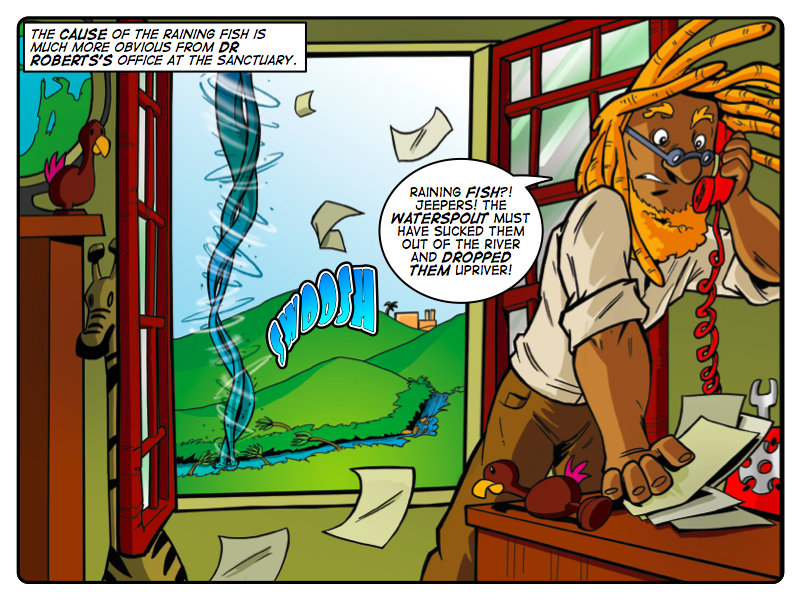 THE CAUSE OF THE RAINING FISH IS
MUCH MORE OBVIOUS FROM DR
ROBERTS'S OFFICE AT THE SANCTUARY.
RAINING FISH?!
JEEPERS! THE
WATERSPOUT MUST
HAVE SUCKED THEM
OUT OF THE RIVER
AND DROPPED
THEM UPRIVER!
SWOOSH